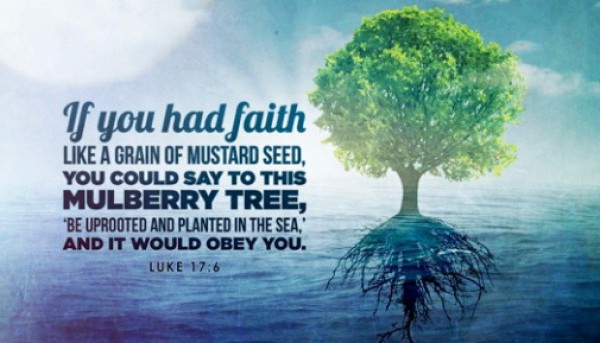 If you had faith
LIKE A GRAIN OF MUSTARD SEED,
YOU COULD SAY TO THIS
MULBERRY TREE,
‘BE UPROOTED AND PLANTED IN THE SEA,’
AND IT WOULD OBEY YOU.
LUKE 17:6